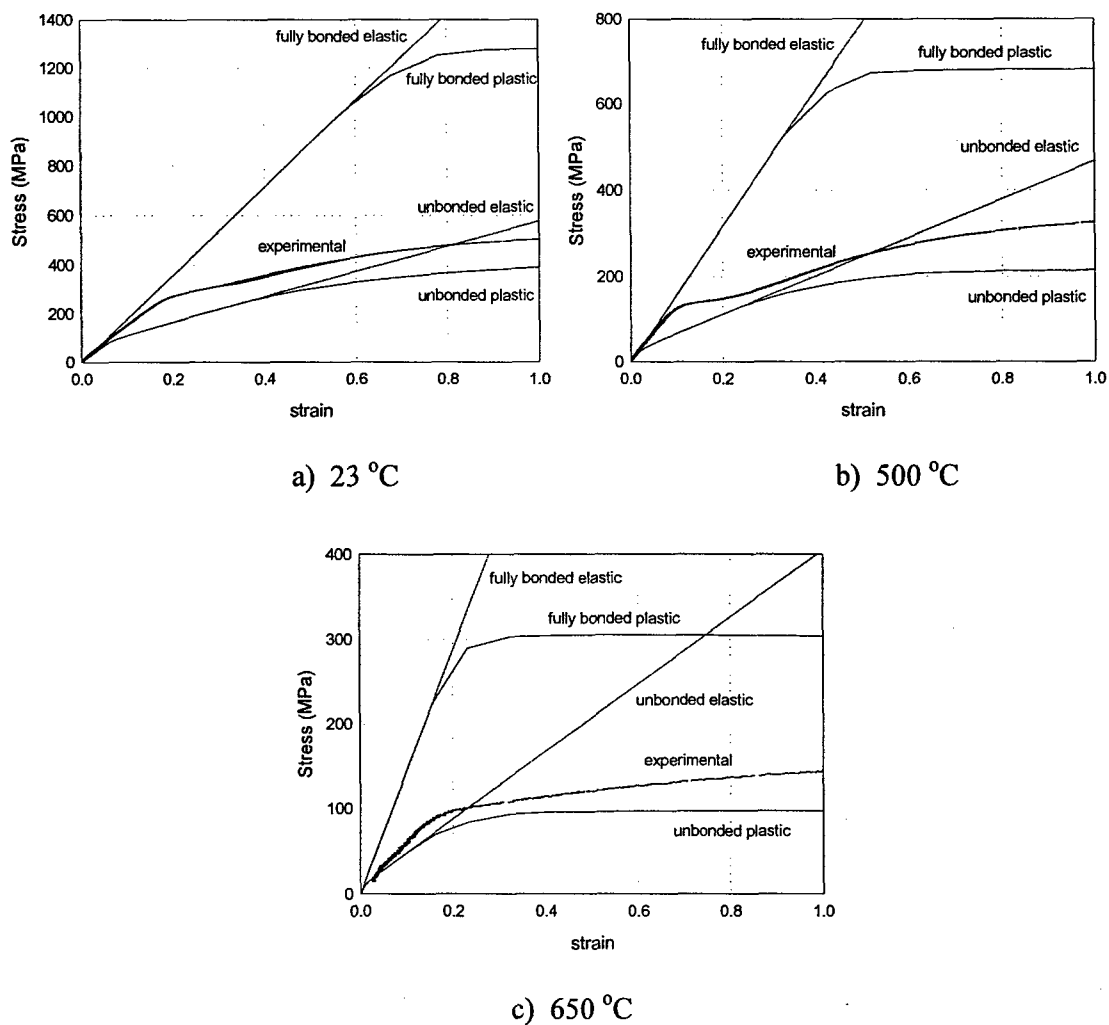 1400
1200
1000
800
600
400
200
0
Stress (MPa)
fully bonded elastic
fully bonded plastic
unbonded elastic
experimental
unbonded plastic
0.0 0.2 0.4 0.6 0.8 1.0
strain
a) 23 °C
800
600
400
200
0
Stress (MPa)
fully bonded elastic
fully bonded plastic
unbonded elastic
experimental
unbonded plastic
0.0 0.2 0.4 0.6 0.8 1.0
strain
b) 500 °C
400
300
200
100
0
Stress (MPa)
fully bonded elastic
fully bonded plastic
unbonded elastic
experimental
unbonded plastic
0.0 0.2 0.4 0.6 0.8 1.0
strain
c) 650 °C